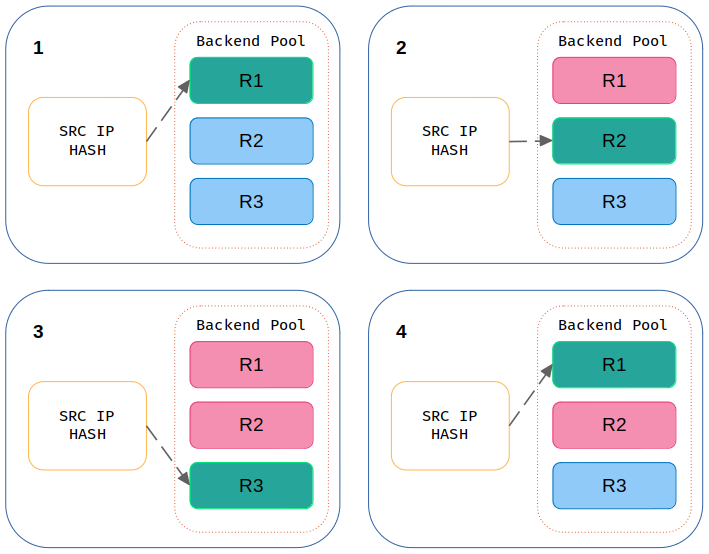 1
Backend Pool
R1
SRC IP
HASH
R2
R3
2
Backend Pool
R1
SRC IP
HASH
R2
R3
3
Backend Pool
R1
SRC IP
HASH
R2
R3
4
Backend Pool
R1
SRC IP
HASH
R2
R3